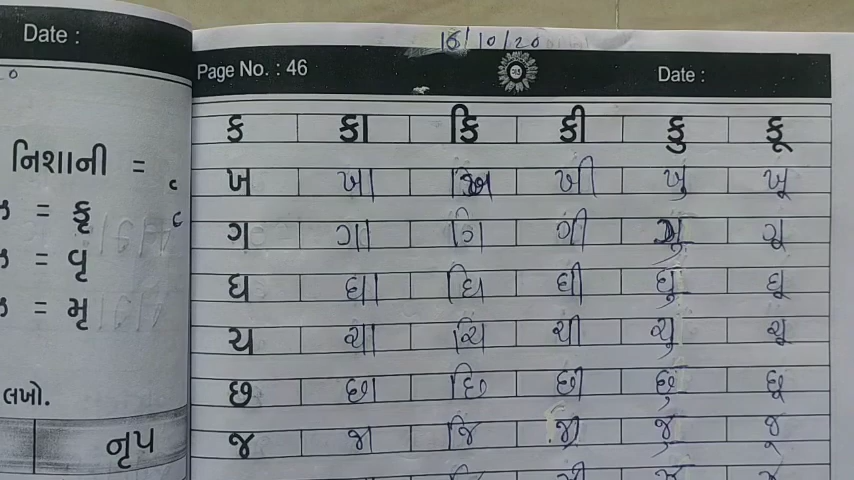 Date :
નિશાની =
= કૃ
= વૃ
= મૃ
લખો.
નૃપ
16/10/20
Page No. : 46 Date :
ક કા કિ કી કુ કૂ
ખ ખા ખિ ખી ખુ ખૂ
ગ ગા ગિ ગી ગુ ગૂ
ઘ ઘા ઘિ ઘી ઘુ ઘૂ
ચ ચા ચિ ચી ચુ ચૂ
છ છા છિ છી છુ છૂ
જ જા જિ જી જુ જૂ